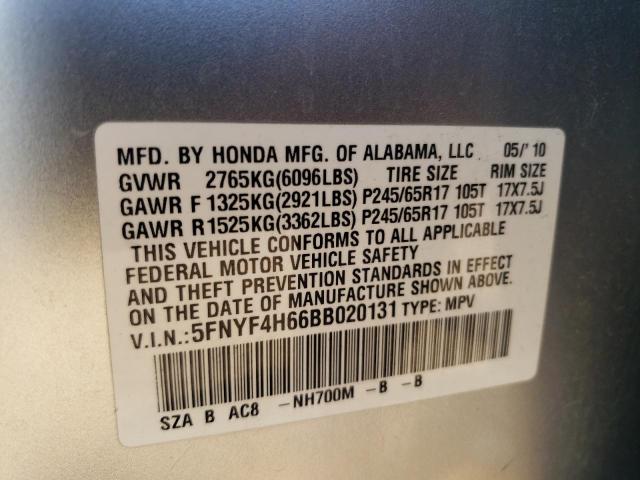 MFD. BY HONDA MFG. OF ALABAMA, LLC 05/'10
GVWR 2765KG(6096LBS) TIRE SIZE RIM SIZE
GAWR F 1325KG(2921LBS) P245/65R17 105T 17X7.5J
GAWR R1525KG(3362LBS) P245/65R17 105T 17X7.5J
THIS VEHICLE CONFORMS TO ALL APPLICABLE
FEDERAL MOTOR VEHICLE SAFETY
AND THEFT PREVENTION STANDARDS IN EFFECT
ON THE DATE OF MANUFACTURE SHOWN ABOVE.
V.I.N.:5FNYF4H66BB020131 TYPE: MPV
SZA B AC8 -NH700M -B -B